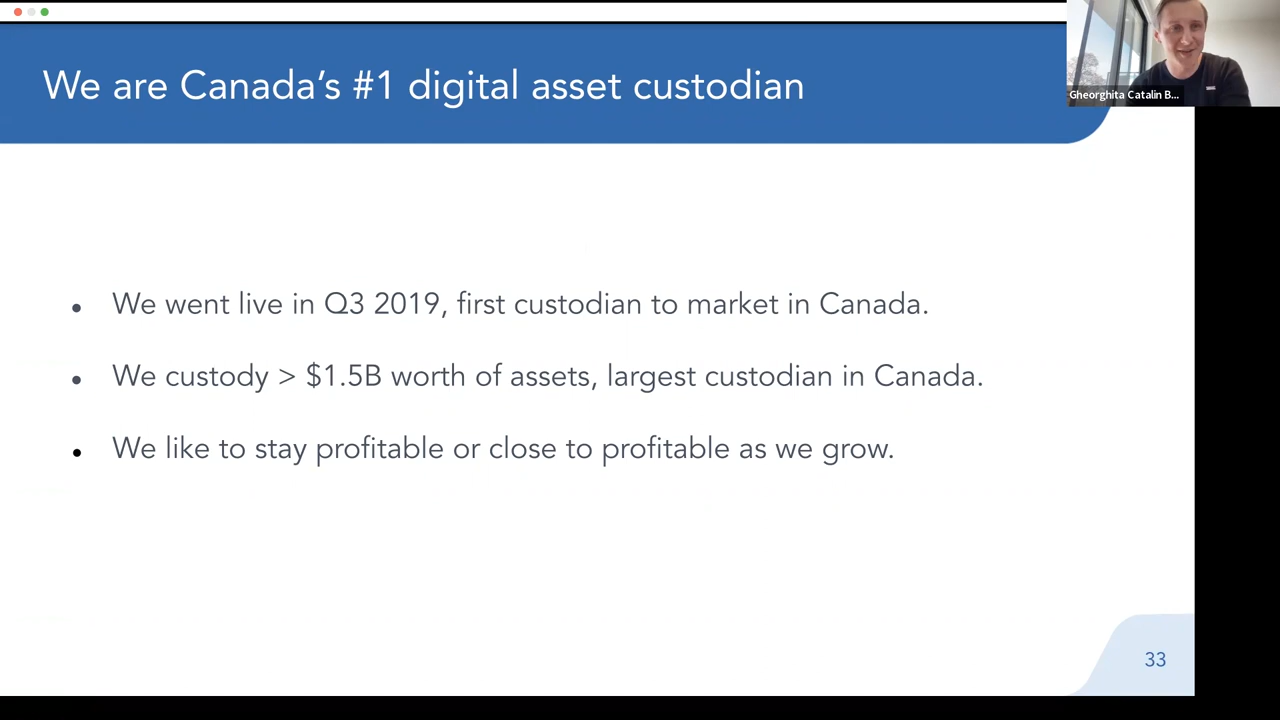 We are Canada’s #1 digital asset custodian
Gheorghita Catalin B...
• We went live in Q3 2019, first custodian to market in Canada.
• We custody > $1.5B worth of assets, largest custodian in Canada.
• We like to stay profitable or close to profitable as we grow.
33